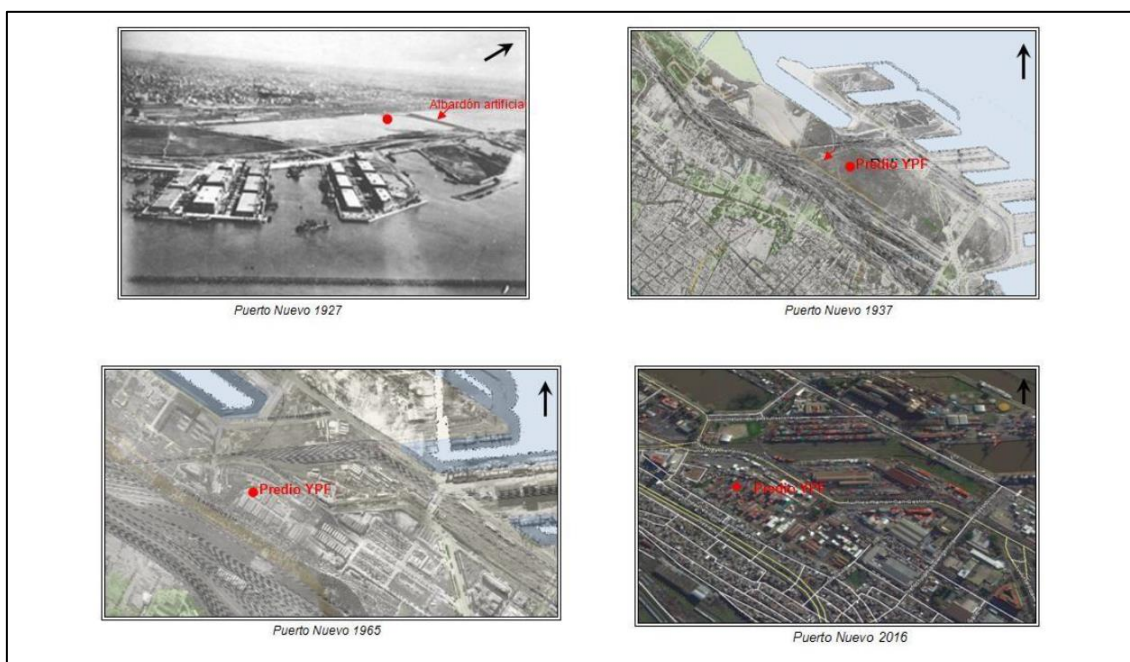 Albardón artificia
Puerto Nuevo 1927
Predio YPF
Puerto Nuevo 1937
Predio YPF
Puerto Nuevo 1965
Predio YPF
Puerto Nuevo 2016